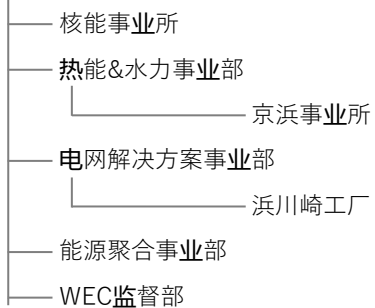 核能事业所
热能&水力事业部
京浜事业所
电网解决方案事业部
浜川崎工厂
能源聚合事业部
WEC监督部